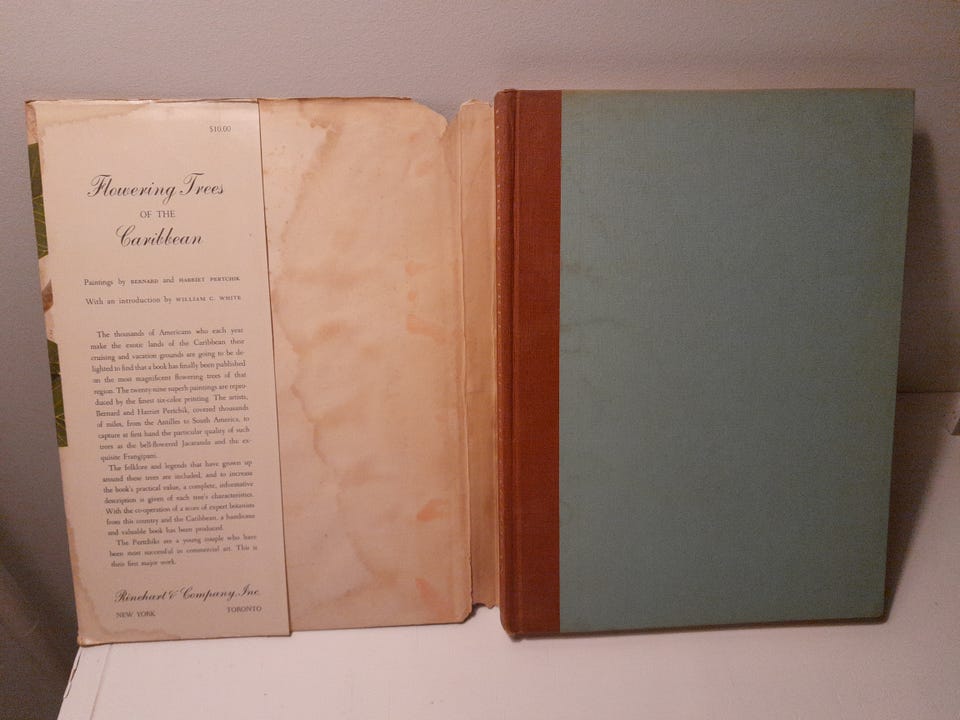 $10.00
Flowering Trees
OF THE
Caribbean
Paintings by BERNARD and HARRIET PERTCHIK
With an introduction by WILLIAM C. WHITE
The thousands of Americans who each year
make the exotic lands of the Caribbean their
cruising and vacation grounds are going to be de-
lighted to find that a book has finally been published
on the most magnificent flowering trees of that
region. The twenty-nine superb paintings are repro-
duced by the finest six-color printing. The artists,
Bernard and Harriet Pertchik, covered thousands
of miles, from the Antilles to South America, to
capture at first hand the particular quality of such
trees as the bell-flowered Jacaranda and the ex-
quisite Frangipani.
The folklore and legends that have grown up
around these trees are included, and to increase
the book's practical value, a complete, informative
description is given of each tree's characteristics.
With the co-operation of a score of expert botanists
from this country and the Caribbean, a handsome
and valuable book has been produced.
The Pertchiks are a young couple who have
been most successful in commercial art. This is
their first major work.
Rinehart & Company, Inc.
NEW YORK TORONTO